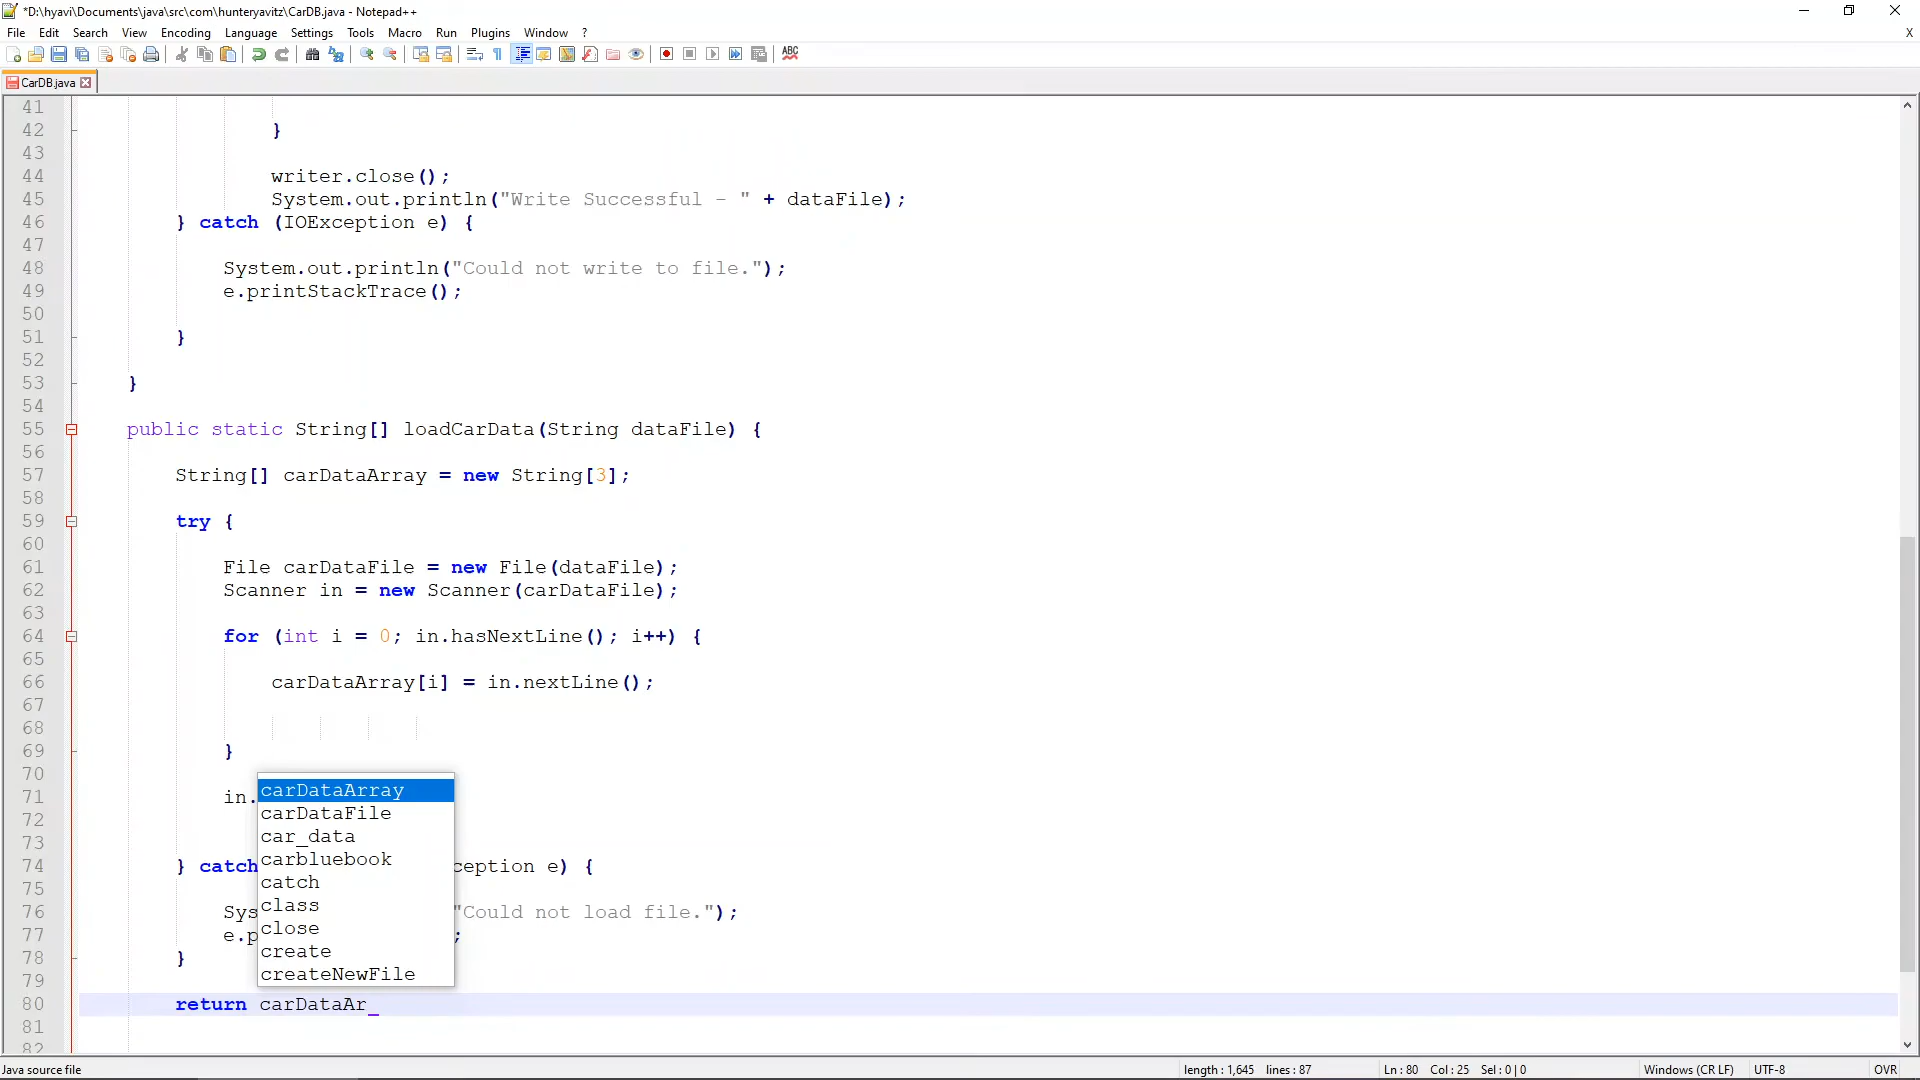 *D:\hyavi\Documents\java\src\com\hunteryavitz\CarDB.java - Notepad++
File Edit Search View Encoding Language Settings Tools Macro Run Plugins Window ? X
ABC
CarDB.java
41
42 }
43
44 writer.close();
45 System.out.println("Write Successful - " + dataFile);
46 } catch (IOException e) {
47
48 System.out.println("Could not write to file.");
49 e.printStackTrace();
50
51 }
52
53 }
54
55 public static String[] loadCarData(String dataFile) {
56
57 String[] carDataArray = new String[3];
58
59 try {
60
61 File carDataFile = new File(dataFile);
62 Scanner in = new Scanner(carDataFile);
63
64 for (int i = 0; in.hasNextLine(); i++) {
65
66 carDataArray[i] = in.nextLine();
67
68
69 }
70
71 in.
72
73
74 } catch ception e) {
75
76 Sys "Could not load file.");
77 e.p ;
78 }
79
80 return carDataAr_
81
82
carDataArray
carDataFile
car_data
carbluebook
catch
class
close
create
createNewFile
Java source file length : 1,645 lines : 87 Ln : 80 Col : 25 Sel : 0 | 0 Windows (CR LF) UTF-8 OVR